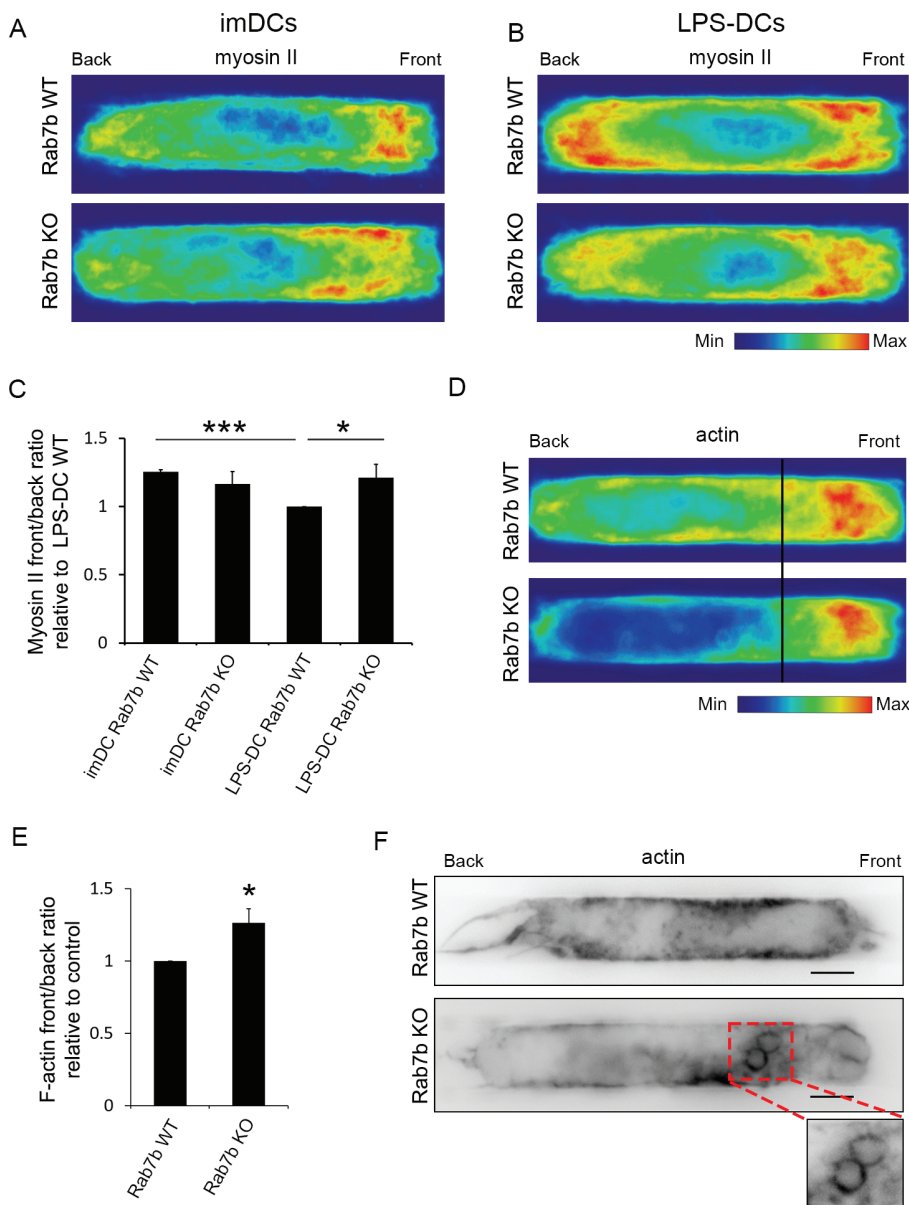 A
imDCs
Back
myosin II
Front
Rab7b WT
Rab7b KO
B
LPS-DCs
Back
myosin II
Front
Rab7b WT
Rab7b KO
Min
Max
C
Myosin II front/back ratio
relative to LPS-DC WT
1.5
1
0.5
0
***
*
imDC Rab7b WT
imDC Rab7b KO
LPS-DC Rab7b WT
LPS-DC Rab7b KO
D
Back
actin
Front
Rab7b WT
Rab7b KO
Min
Max
E
F-actin front/back ratio
relative to control
1.5
1
0.5
0
*
Rab7b WT
Rab7b KO
F
Back
actin
Front
Rab7b WT
Rab7b KO